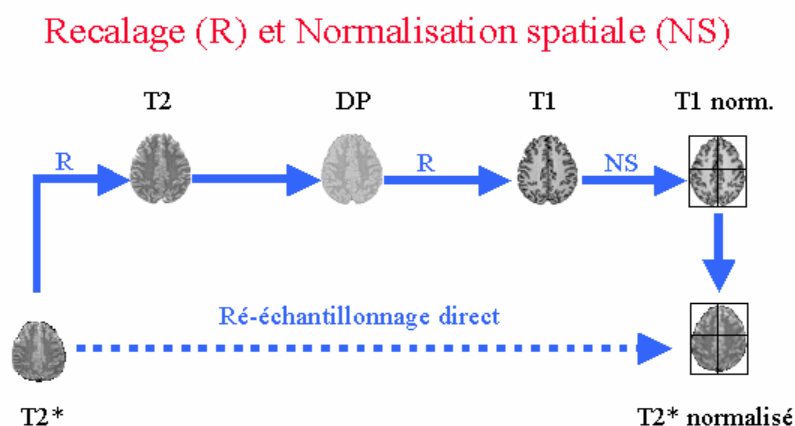 Recalage (R) et Normalisation spatiale (NS)
T2
DP
T1
T1 norm.
R
R
NS
Ré-échantillonnage direct
T2*
T2* normalisé